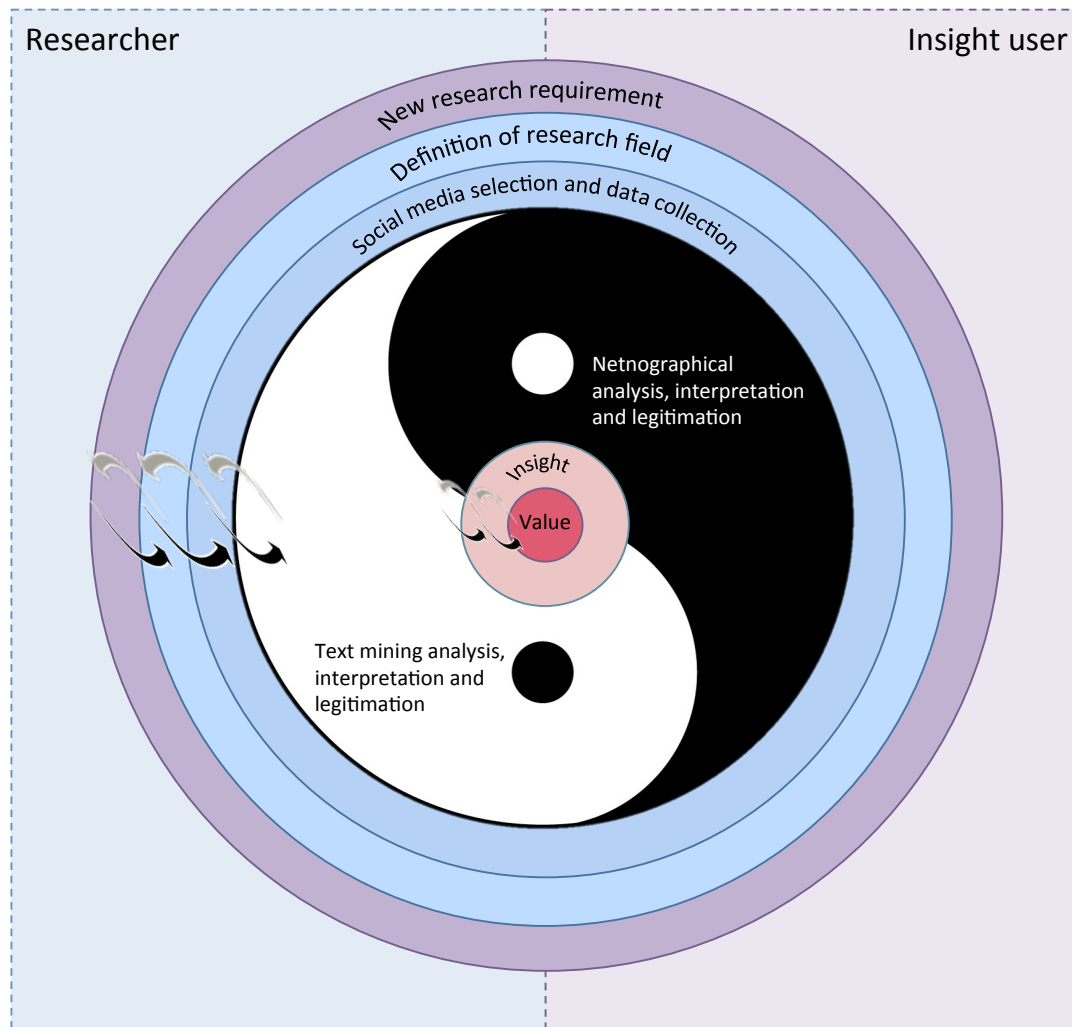 Researcher
Insight user
New research requirement
Definition of research field
Social media selection and data collection
Netnographical
analysis, interpretation
and legitimation
Insight
Value
Text mining analysis,
interpretation and
legitimation